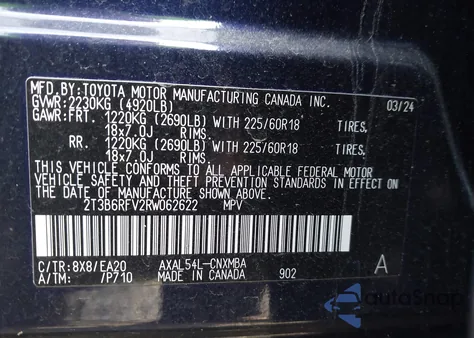 MFD.BY:TOYOTA MOTOR MANUFACTURING CANADA INC.
GVWR:2230KG (4920LB) 03/24
GAWR:FRT. 1220KG (2690LB) WITH 225/60R18 TIRES.
18x7.0J RIMS.
RR. 1220KG (2690LB) WITH 225/60R18 TIRES.
18x7.0J RIMS.
THIS VEHICLE CONFORMS TO ALL APPLICABLE FEDERAL MOTOR
VEHICLE SAFETY AND THEFT PREVENTION STANDARDS IN EFFECT ON
THE DATE OF MANUFACTURE SHOWN ABOVE.
2T3B6RFV2RW062622 MPV
C/TR:8X8/EA20 AXAL54L-CNXMBA A
A/TM: /P710 MADE IN CANADA 902
autoSnap